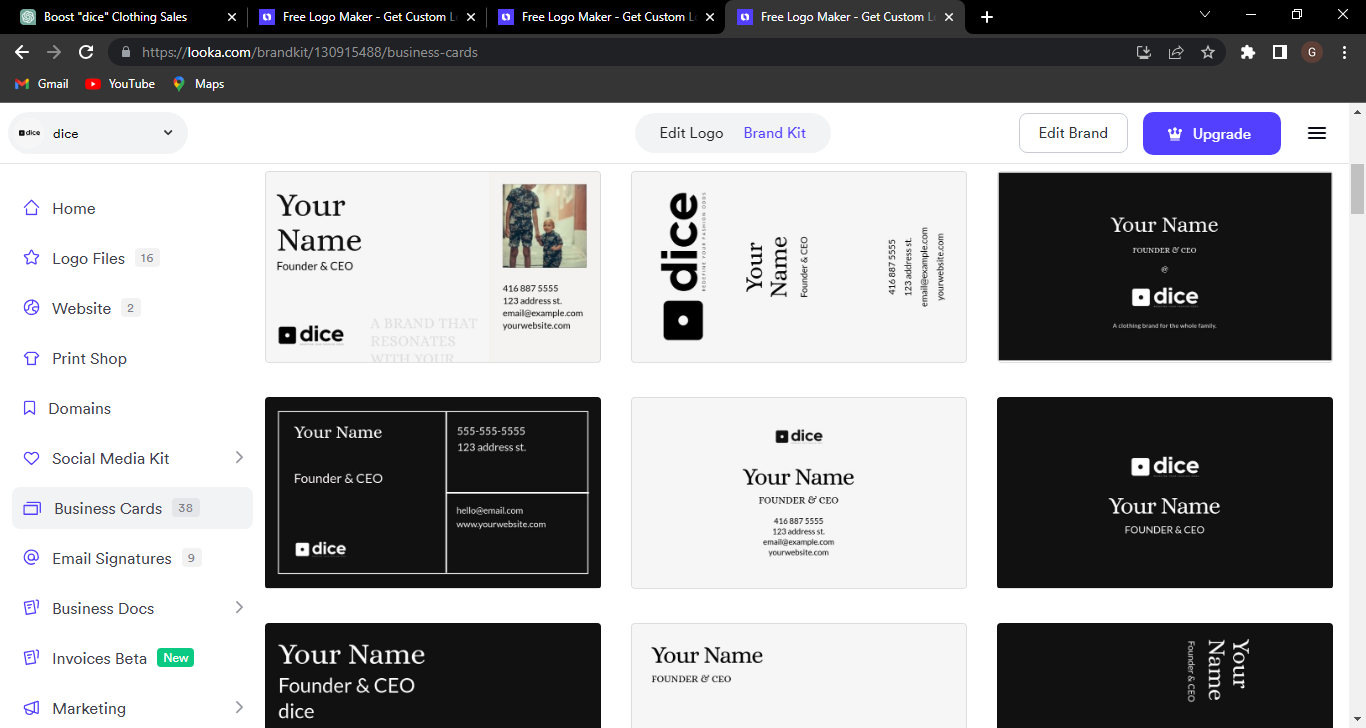 Boost "dice" Clothing Sales
Free Logo Maker - Get Custom L
Free Logo Maker - Get Custom L
Free Logo Maker - Get Custom L
https://looka.com/brandkit/130915488/business-cards
G
Gmail
YouTube
Maps
dice
dice
Edit Logo
Brand Kit
Edit Brand
Upgrade
Home
Logo Files 16
Website 2
Print Shop
Domains
Social Media Kit
Business Cards 38
Email Signatures 9
Business Docs
Invoices Beta New
Marketing
Your
Name
Founder & CEO
416 887 5555
123 address st.
email@example.com
yourwebsite.com
dice
A BRAND THAT
RESONATES
WITH YOUR
dice
REDEFINE YOUR FASHION ODDS
Your
Name
Founder & CEO
416 887 5555
123 address st.
email@example.com
yourwebsite.com
Your Name
FOUNDER & CEO
@
dice
A clothing brand for the whole family.
Your Name
Founder & CEO
dice
555-555-5555
123 address st.
hello@email.com
www.yourwebsite.com
dice
Your Name
FOUNDER & CEO
416 887 5555
123 address st.
email@example.com
yourwebsite.com
dice
Your Name
FOUNDER & CEO
Your Name
Founder & CEO
dice
Your Name
FOUNDER & CEO
Your
Name
Founder & CEO